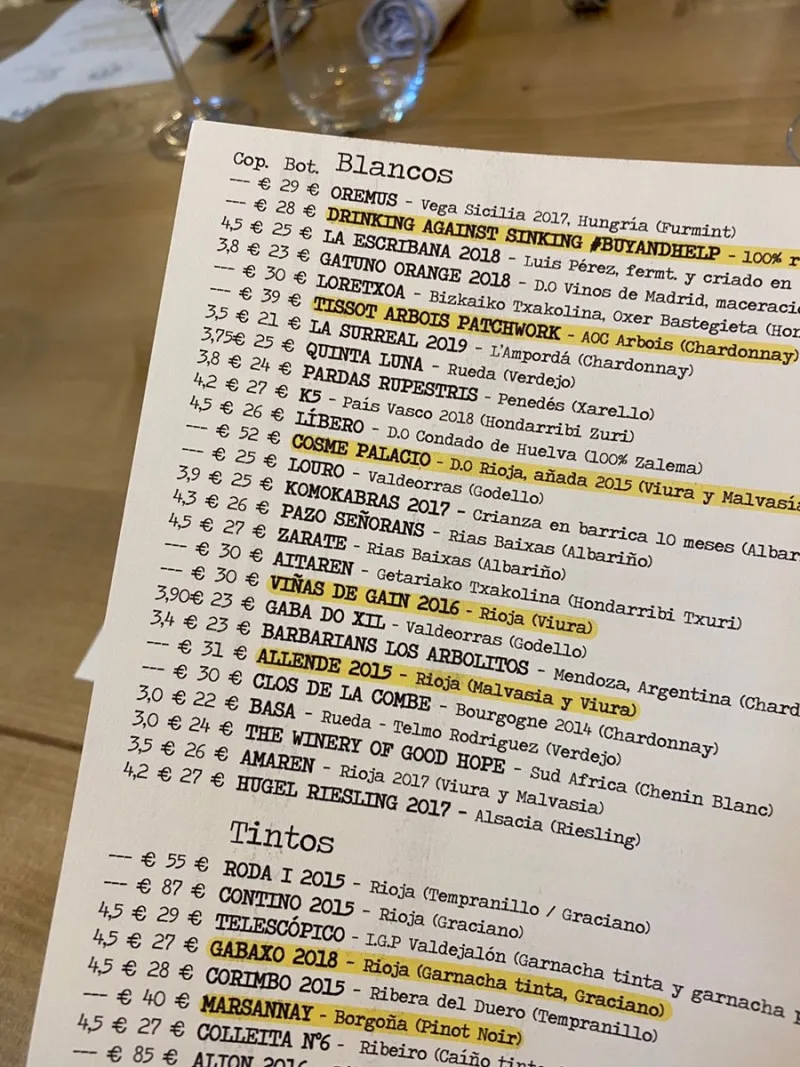 Cop. Bot. Blancos
--- € 29 € OREMUS - Vega Sicilia 2017, Hungría (Furmint)
--- € 28 € DRINKING AGAINST SINKING #BUYANDHELP - 100% r
4,5 € 25 € LA ESCRIBANA 2018 - Luis Pérez, fermt. y criado en
3,8 € 23 € GATUNO ORANGE 2018 - D.O Vinos de Madrid, maceració
--- € 30 € LORETXOA - Bizkaiko Txakolina, Oxer Bastegieta (Hon
--- € 39 € TISSOT ARBOIS PATCHWORK - AOC Arbois (Chardonnay)
3,5 € 21 € LA SURREAL 2019 - L'Ampordá (Chardonnay)
3,75€ 25 € QUINTA LUNA - Rueda (Verdejo)
3,8 € 24 € PARDAS RUPESTRIS - Penedés (Xarello)
4,2 € 27 € K5 - País Vasco 2018 (Hondarribi Zuri)
4,5 € 26 € LÍBERO - D.O Condado de Huelva (100% Zalema)
--- € 52 € COSME PALACIO - D.O Rioja, añada 2015 (Viura y Malvasía
--- € 25 € LOURO - Valdeorras (Godello)
3,9 € 25 € KOMOKABRAS 2017 - Crianza en barrica 10 meses (Albar
4,3 € 26 € PAZO SEÑORANS - Rias Baixas (Albariño)
4,5 € 27 € ZARATE - Rias Baixas (Albariño)
--- € 30 € AITAREN - Getariako Txakolina (Hondarribi Txuri)
--- € 30 € VIÑAS DE GAIN 2016 - Rioja (Viura)
3,90€ 23 € GABA DO XIL - Valdeorras (Godello)
3,4 € 23 € BARBARIANS LOS ARBOLITOS - Mendoza, Argentina (Chard
--- € 31 € ALLENDE 2015 - Rioja (Malvasia y Viura)
--- € 30 € CLOS DE LA COMBE - Bourgogne 2014 (Chardonnay)
3,0 € 22 € BASA - Rueda - Telmo Rodriguez (Verdejo)
3,0 € 24 € THE WINERY OF GOOD HOPE - Sud Africa (Chenin Blanc)
3,5 € 26 € AMAREN - Rioja 2017 (Viura y Malvasia)
4,2 € 27 € HUGEL RIESLING 2017 - Alsacia (Riesling)
Tintos
--- € 55 € RODA I 2015 - Rioja (Tempranillo / Graciano)
--- € 87 € CONTINO 2015 - Rioja (Graciano)
4,5 € 29 € TELESCÓPICO - I.G.P Valdejalón (Garnacha tinta y garnacha p
4,5 € 27 € GABAXO 2018 - Rioja (Garnacha tinta, Graciano)
4,5 € 28 € CORIMBO 2015 - Ribera del Duero (Tempranillo)
--- € 40 € MARSANNAY - Borgoña (Pinot Noir)
4,5 € 27 € COLLEITA Nº6 - Ribeiro (Caíño tinto
--- € 85 € ALION 2016